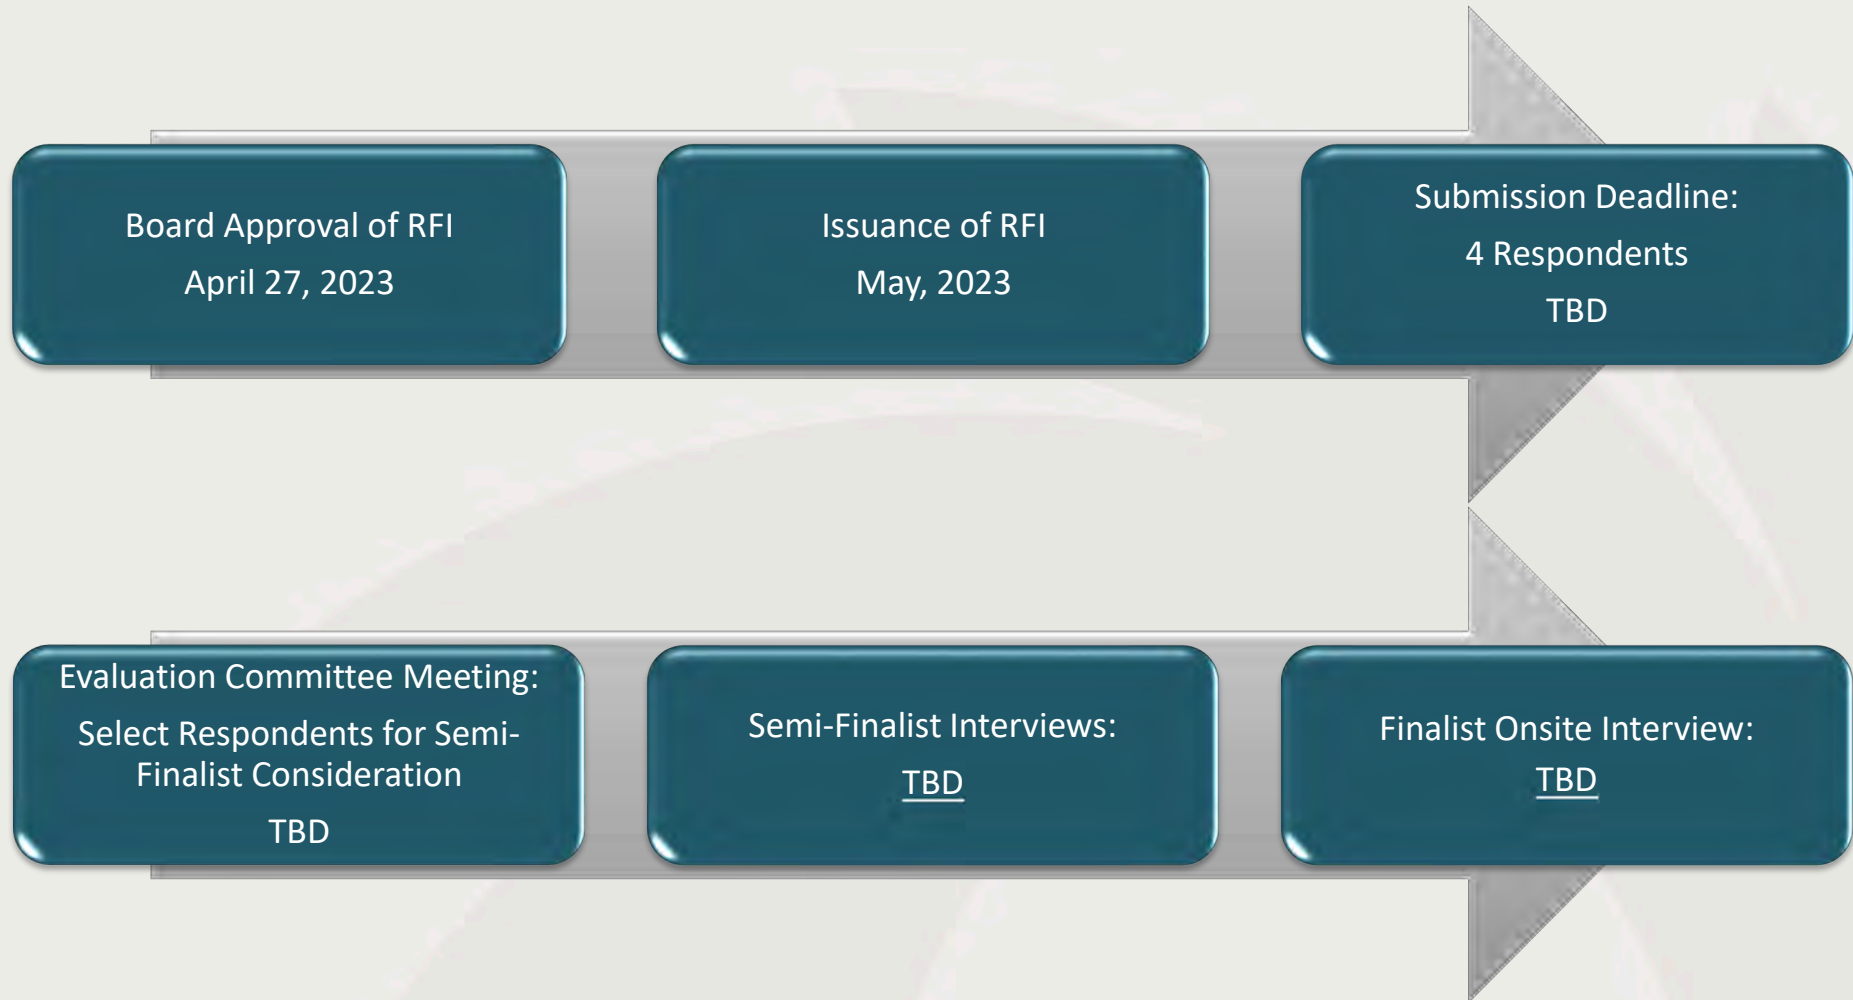 Board Approval of RFI
April 27, 2023
Issuance of RFI
May, 2023
Submission Deadline:
4 Respondents
TBD
Evaluation Committee Meeting:
Select Respondents for Semi-
Finalist Consideration
TBD
Semi-Finalist Interviews:
TBD
Finalist Onsite Interview:
TBD